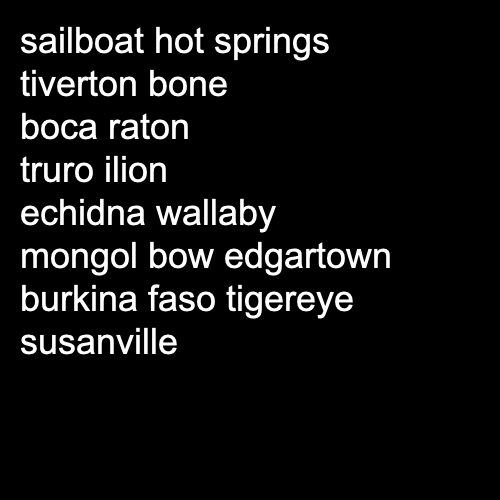 sailboat hot springs
tiverton bone
boca raton
truro ilion
echidna wallaby
mongol bow edgartown
burkina faso tigereye
susanville